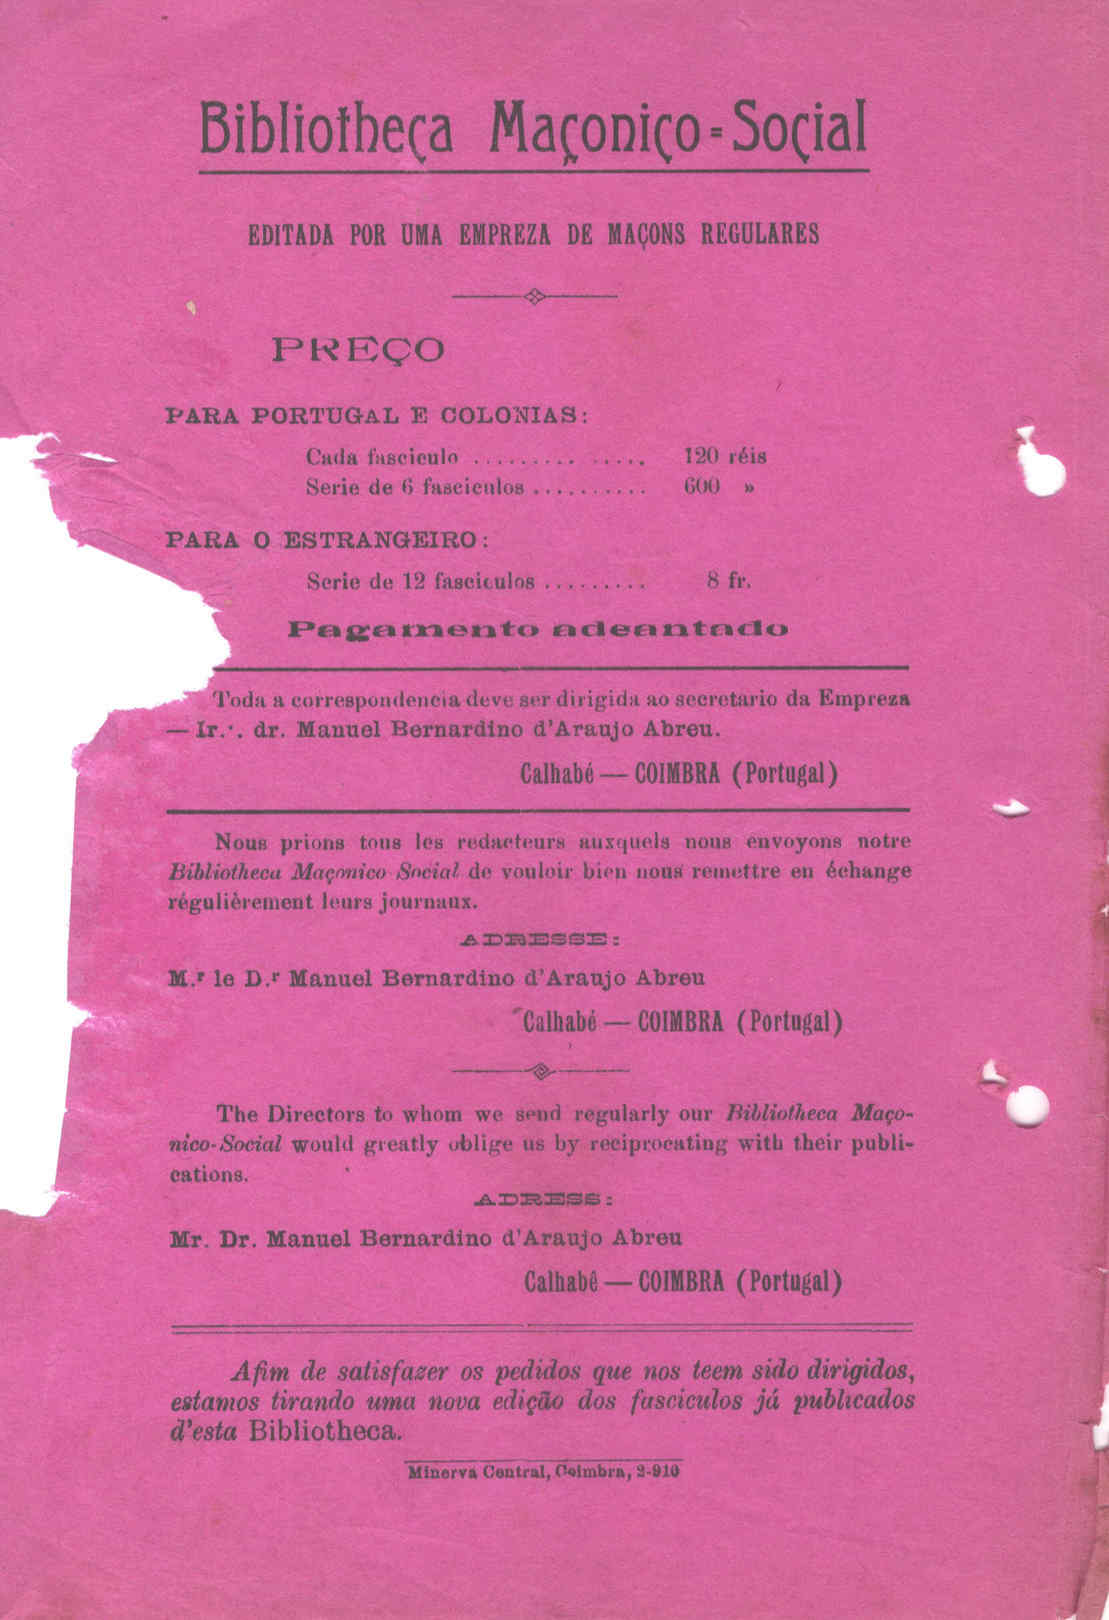 Bibliotheca Maçonico=Social
EDITADA POR UMA EMPREZA DE MAÇONS REGULARES
PREÇO
PARA PORTUGAL E COLONIAS:
Cada fasciculo ......... ..... 120 réis
Serie de 6 fasciculos .......... 600 »
PARA O ESTRANGEIRO:
Serie de 12 fasciculos ......... 8 fr.
Pagamento adeantado
Toda a correspondencia deve ser dirigida ao secretario da Empreza
— Ir.·. dr. Manuel Bernardino d'Araujo Abreu.
Calhabé — COIMBRA (Portugal)
Nous prions tous les redacteurs auxquels nous envoyons notre
Bibliotheca Maçonico Social de vouloir bien nous remettre en échange
régulièrement leurs journaux.
ADRESSE:
M.r le D.r Manuel Bernardino d'Araujo Abreu
Calhabé — COIMBRA (Portugal)
The Directors to whom we send regularly our Bibliotheca Maço-
nico-Social would greatly oblige us by reciprocating with their publi-
cations.
ADRESS:
Mr. Dr. Manuel Bernardino d'Araujo Abreu
Calhabê — COIMBRA (Portugal)
Afim de satisfazer os pedidos que nos teem sido dirigidos,
estamos tirando uma nova edição dos fasciculos já publicados
d'esta Bibliotheca.
Minerva Central, Coimbra, 2-910